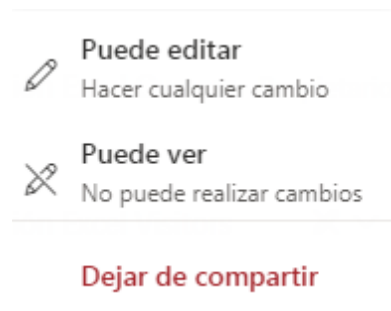 Puede editar
Hacer cualquier cambio
Puede ver
No puede realizar cambios
Dejar de compartir